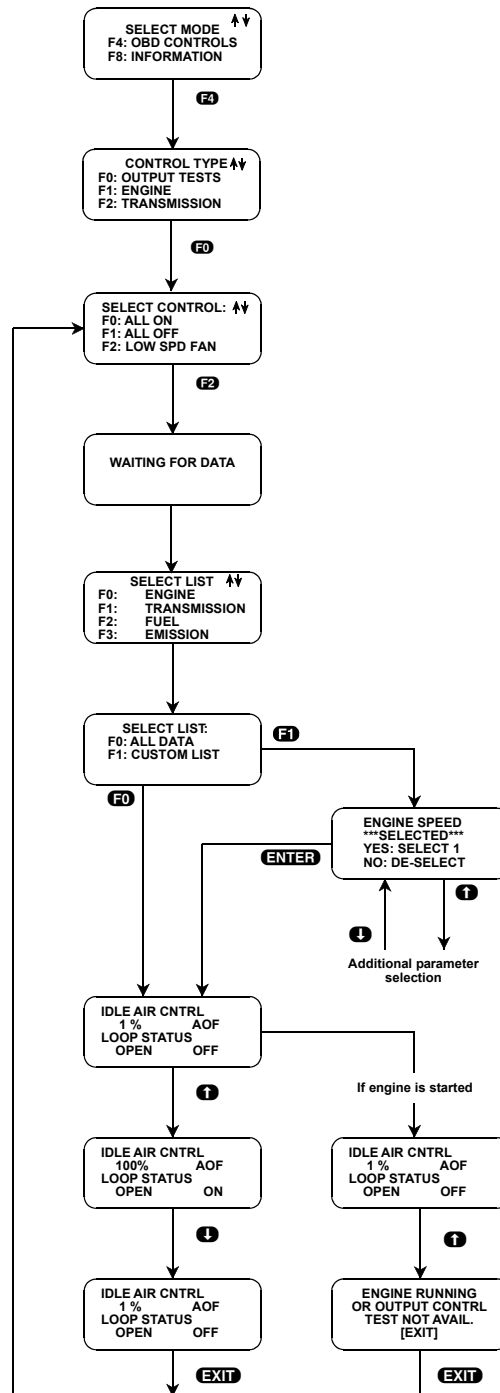 SELECT MODE
F4: OBD CONTROLS
F8: INFORMATION
F4
CONTROL TYPE
F0: OUTPUT TESTS
F1: ENGINE
F2: TRANSMISSION
F0
SELECT CONTROL:
F0: ALL ON
F1: ALL OFF
F2: LOW SPD FAN
F2
WAITING FOR DATA
SELECT LIST
F0: ENGINE
F1: TRANSMISSION
F2: FUEL
F3: EMISSION
SELECT LIST:
F0: ALL DATA
F1: CUSTOM LIST
F1
F0
ENGINE SPEED
***SELECTED***
YES: SELECT 1
NO: DE-SELECT
ENTER
Additional parameter
selection
IDLE AIR CNTRL
1 % AOF
LOOP STATUS
OPEN OFF
If engine is started
IDLE AIR CNTRL
100% AOF
LOOP STATUS
OPEN ON
IDLE AIR CNTRL
1 % AOF
LOOP STATUS
OPEN OFF
IDLE AIR CNTRL
1 % AOF
LOOP STATUS
OPEN OFF
ENGINE RUNNING
OR OUTPUT CONTRL
TEST NOT AVAIL.
[EXIT]
EXIT
EXIT